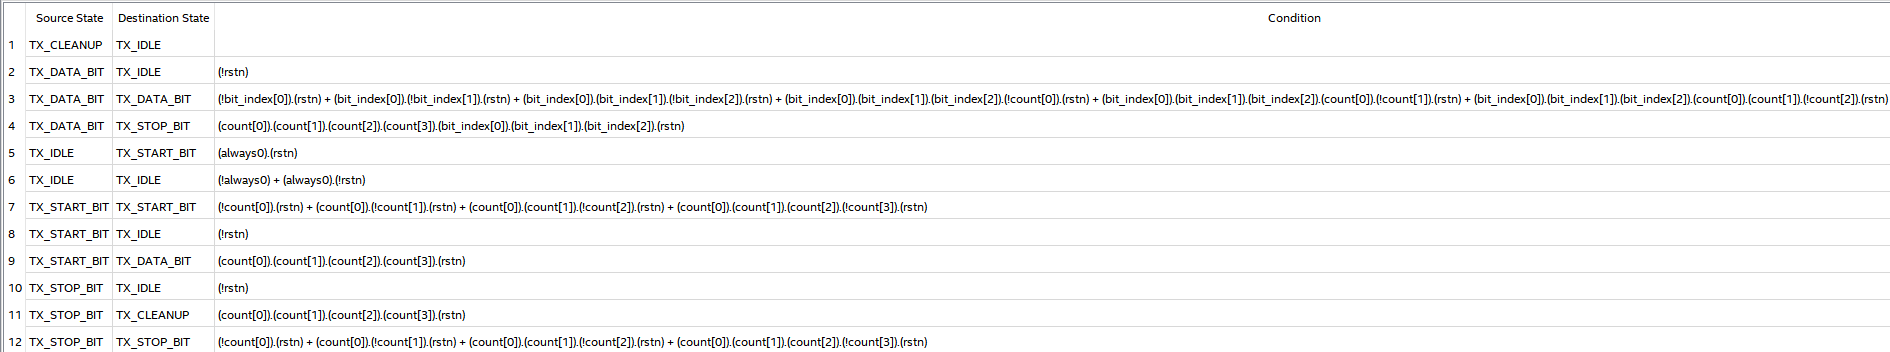 Source State Destination State Condition
1 TX_CLEANUP TX_IDLE
2 TX_DATA_BIT TX_IDLE (!rstn)
3 TX_DATA_BIT TX_DATA_BIT (!bit_index[0]).(rstn) + (bit_index[0]).(!bit_index[1]).(rstn) + (bit_index[0]).(bit_index[1]).(!bit_index[2]).(rstn) + (bit_index[0]).(bit_index[1]).(bit_index[2]).(!count[0]).(rstn) + (bit_index[0]).(bit_index[1]).(bit_index[2]).(count[0]).(!count[1]).(rstn) + (bit_index[0]).(bit_index[1]).(bit_index[2]).(count[0]).(count[1]).(!count[2]).(rstn)
4 TX_DATA_BIT TX_STOP_BIT (count[0]).(count[1]).(count[2]).(count[3]).(bit_index[0]).(bit_index[1]).(bit_index[2]).(rstn)
5 TX_IDLE TX_START_BIT (always0).(rstn)
6 TX_IDLE TX_IDLE (!always0) + (always0).(!rstn)
7 TX_START_BIT TX_START_BIT (!count[0]).(rstn) + (count[0]).(!count[1]).(rstn) + (count[0]).(count[1]).(!count[2]).(rstn) + (count[0]).(count[1]).(count[2]).(!count[3]).(rstn)
8 TX_START_BIT TX_IDLE (!rstn)
9 TX_START_BIT TX_DATA_BIT (count[0]).(count[1]).(count[2]).(count[3]).(rstn)
10 TX_STOP_BIT TX_IDLE (!rstn)
11 TX_STOP_BIT TX_CLEANUP (count[0]).(count[1]).(count[2]).(count[3]).(rstn)
12 TX_STOP_BIT TX_STOP_BIT (!count[0]).(rstn) + (count[0]).(!count[1]).(rstn) + (count[0]).(count[1]).(!count[2]).(rstn) + (count[0]).(count[1]).(count[2]).(!count[3]).(rstn)